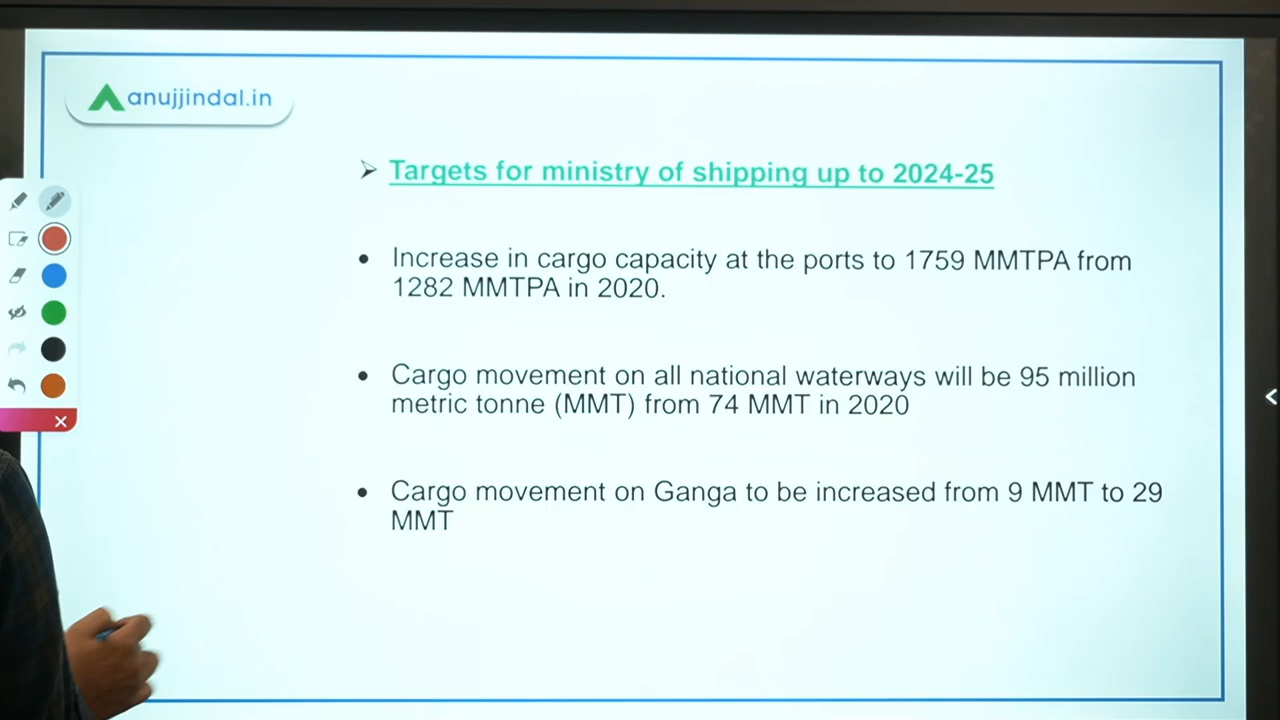 anujjindal.in
➢ Targets for ministry of shipping up to 2024-25
• Increase in cargo capacity at the ports to 1759 MMTPA from
1282 MMTPA in 2020.
• Cargo movement on all national waterways will be 95 million
metric tonne (MMT) from 74 MMT in 2020
• Cargo movement on Ganga to be increased from 9 MMT to 29
MMT